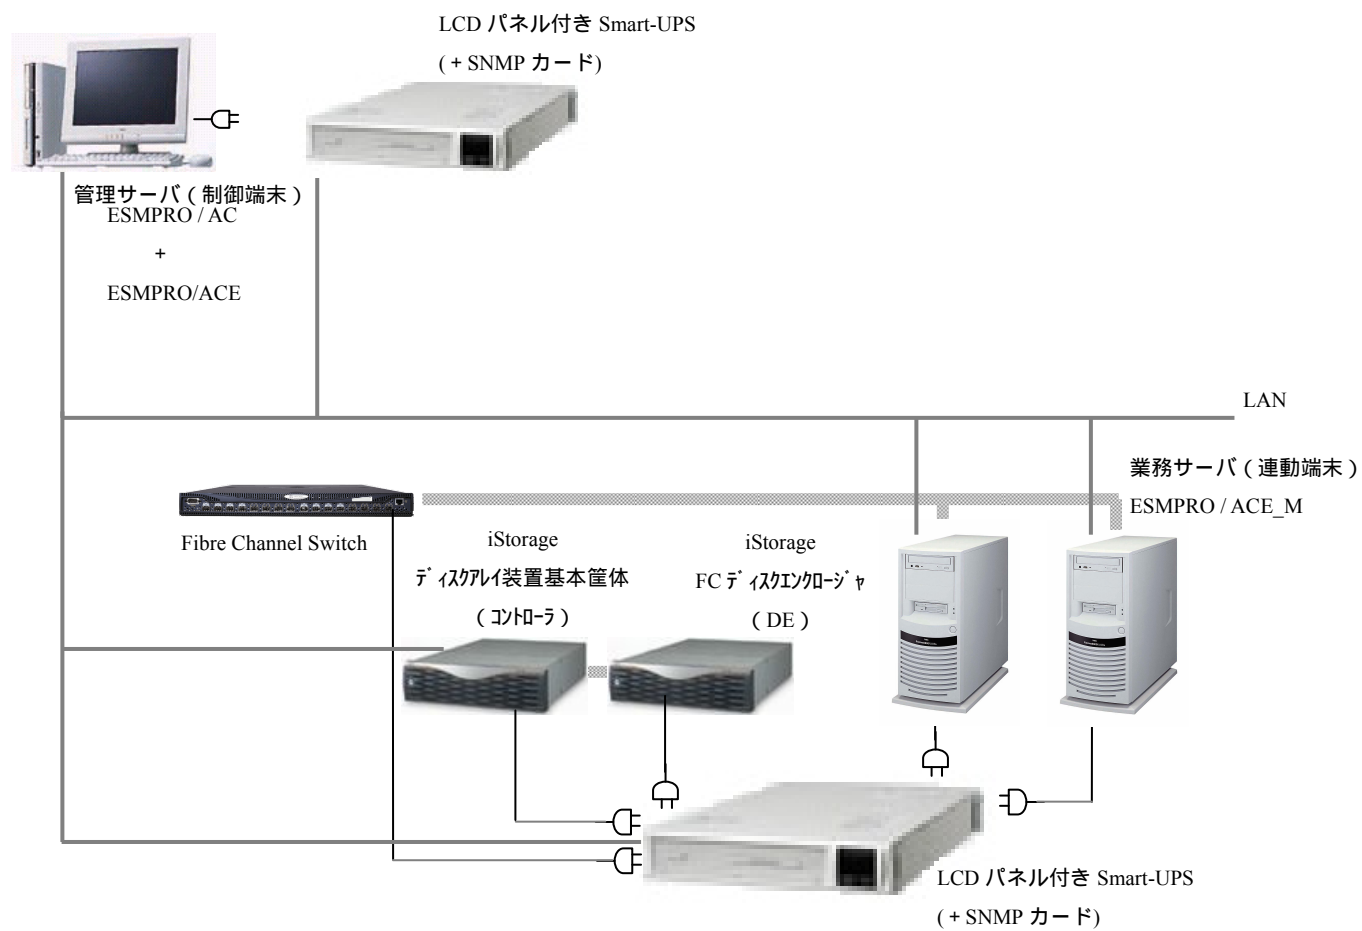 LCD パネル付き Smart-UPS
(+SNMP カード)
管理サーバ(制御端末)
ESMPRO / AC
+
ESMPRO/ACE
LAN
業務サーバ(連動端末)
ESMPRO / ACE_M
Fibre Channel Switch
iStorage
ディスクアレイ装置基本筐体
(コントローラ)
iStorage
FC ディスクエンクロージャ
(DE)
LCD パネル付き Smart-UPS
(+SNMP カード)